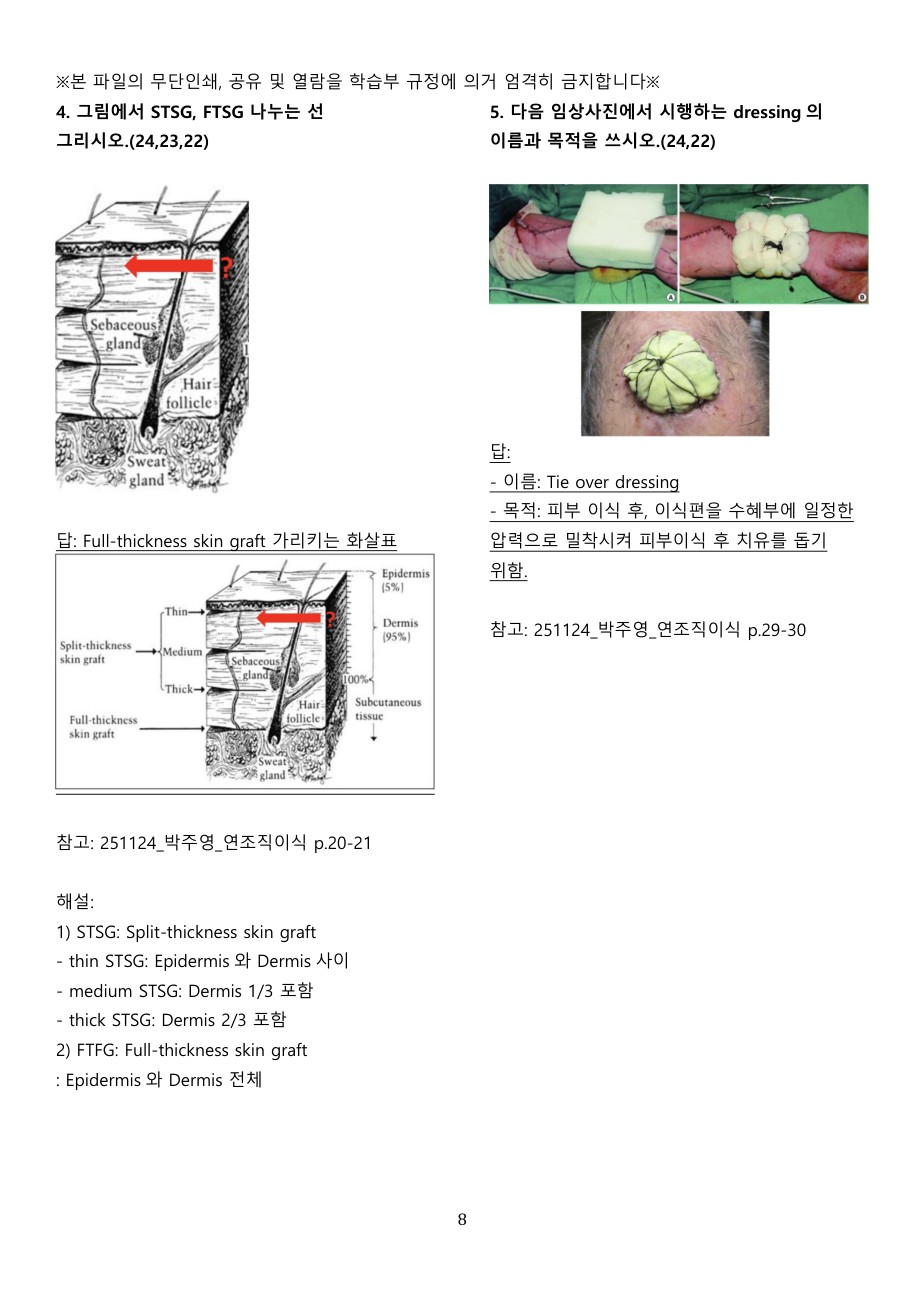 ※본 파일의 무단인쇄, 공유 및 열람을 학습부 규정에 의거 엄격히 금지합니다※
4. 그림에서 STSG, FTSG 나누는 선
그리시오.(24,23,22)
?
Sebaceous
gland
Hair
follicle
Sweat
gland
답: Full-thickness skin graft 가리키는 화살표
Epidermis
(5%)
Thin
?
Dermis
(95%)
Split-thickness
skin graft
Medium
Sebaceous
gland
100%
Thick
Subcutaneous
tissue
Hair
follicle
Full-thickness
skin graft
Sweat
gland
참고: 251124_박주영_연조직이식 p.20-21
해설:
1) STSG: Split-thickness skin graft
- thin STSG: Epidermis 와 Dermis 사이
- medium STSG: Dermis 1/3 포함
- thick STSG: Dermis 2/3 포함
2) FTFG: Full-thickness skin graft
: Epidermis 와 Dermis 전체
5. 다음 임상사진에서 시행하는 dressing 의
이름과 목적을 쓰시오.(24,22)
A
B
답:
- 이름: Tie over dressing
- 목적: 피부 이식 후, 이식편을 수혜부에 일정한
압력으로 밀착시켜 피부이식 후 치유를 돕기
위함.
참고: 251124_박주영_연조직이식 p.29-30
8